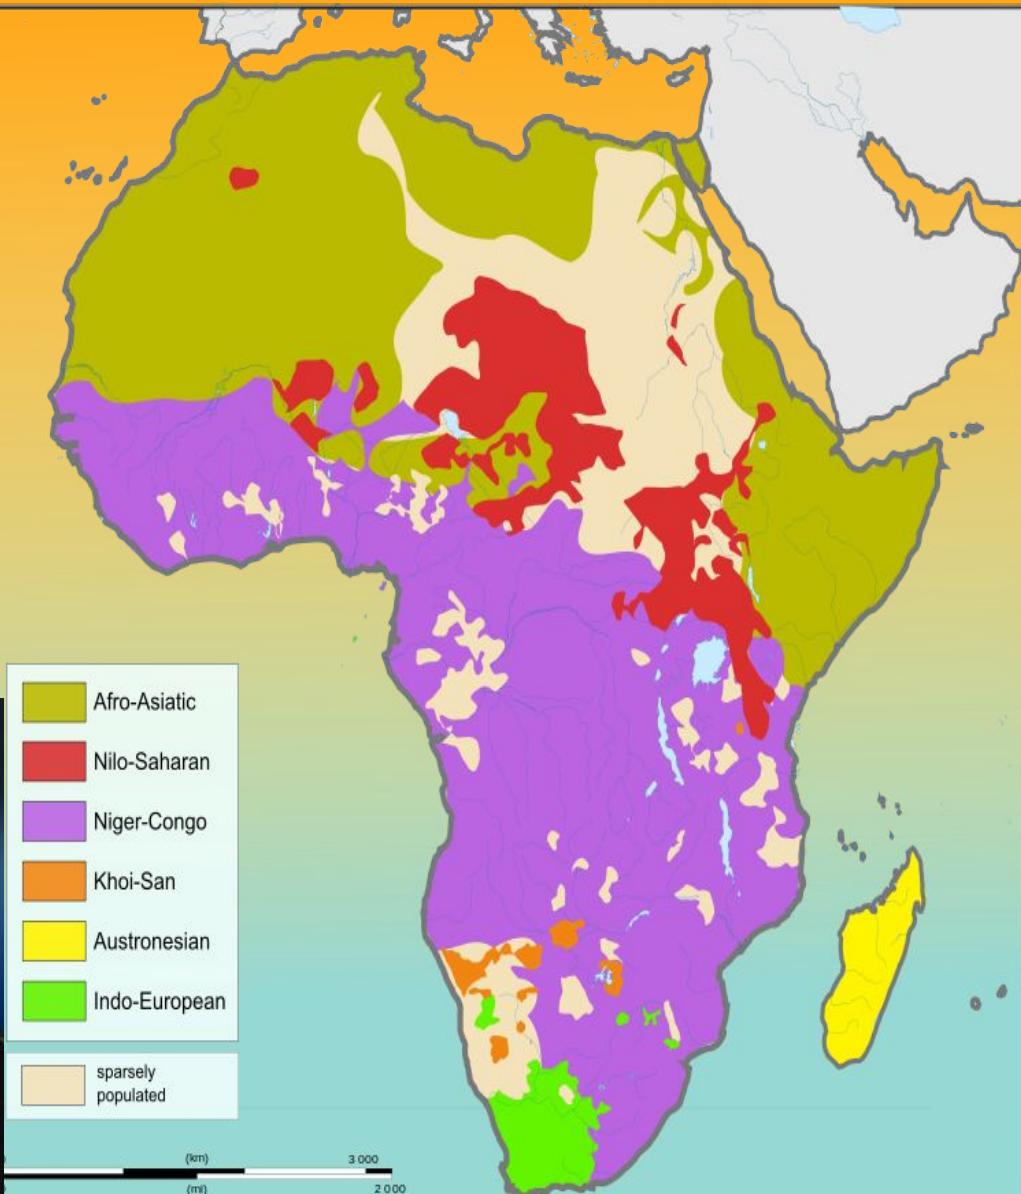 Afro-Asiatic
Nilo-Saharan
Niger-Congo
Khoi-San
Austronesian
Indo-European
sparsely
populated
(km) 3 000
(mi) 2 000